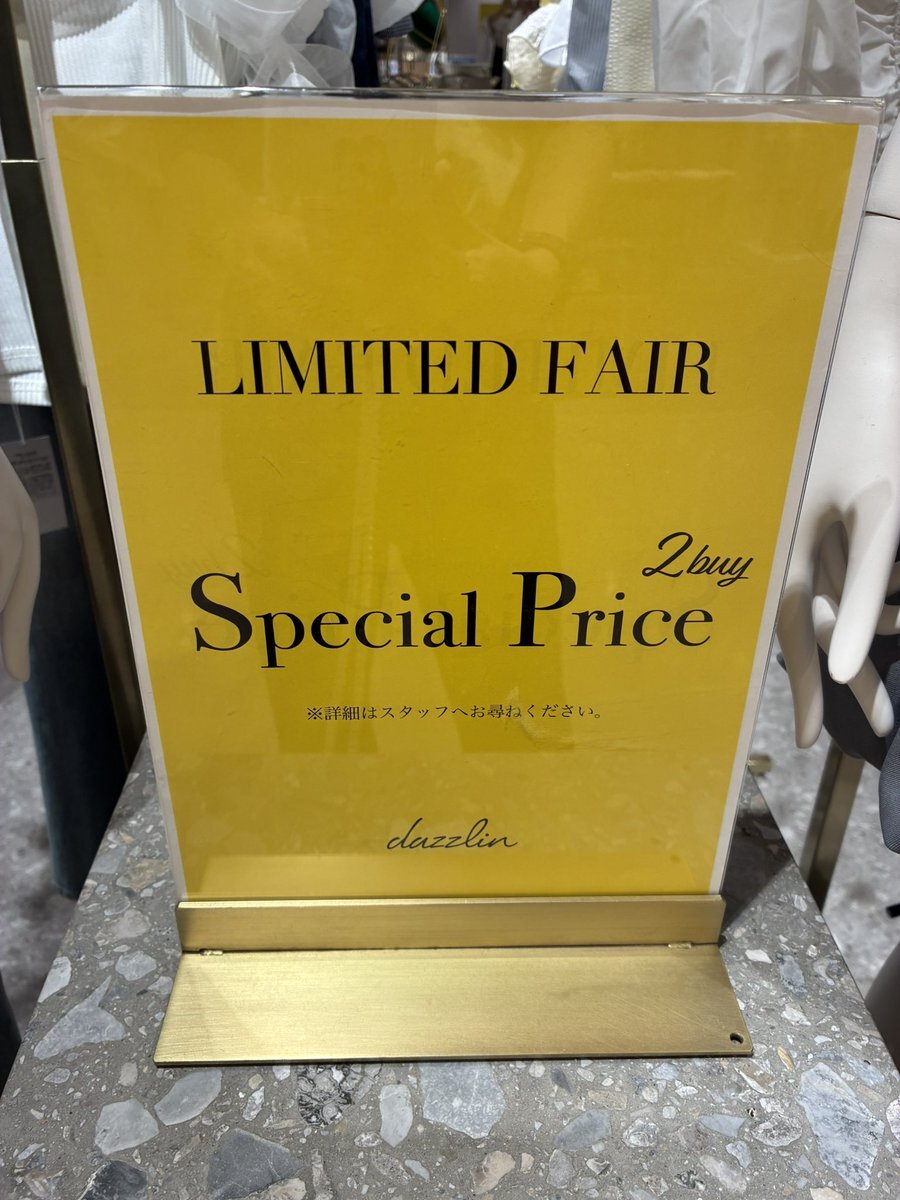 LIMITED FAIR
2buy
Special Price
※詳細はスタッフへお尋ねください。
dazzlin